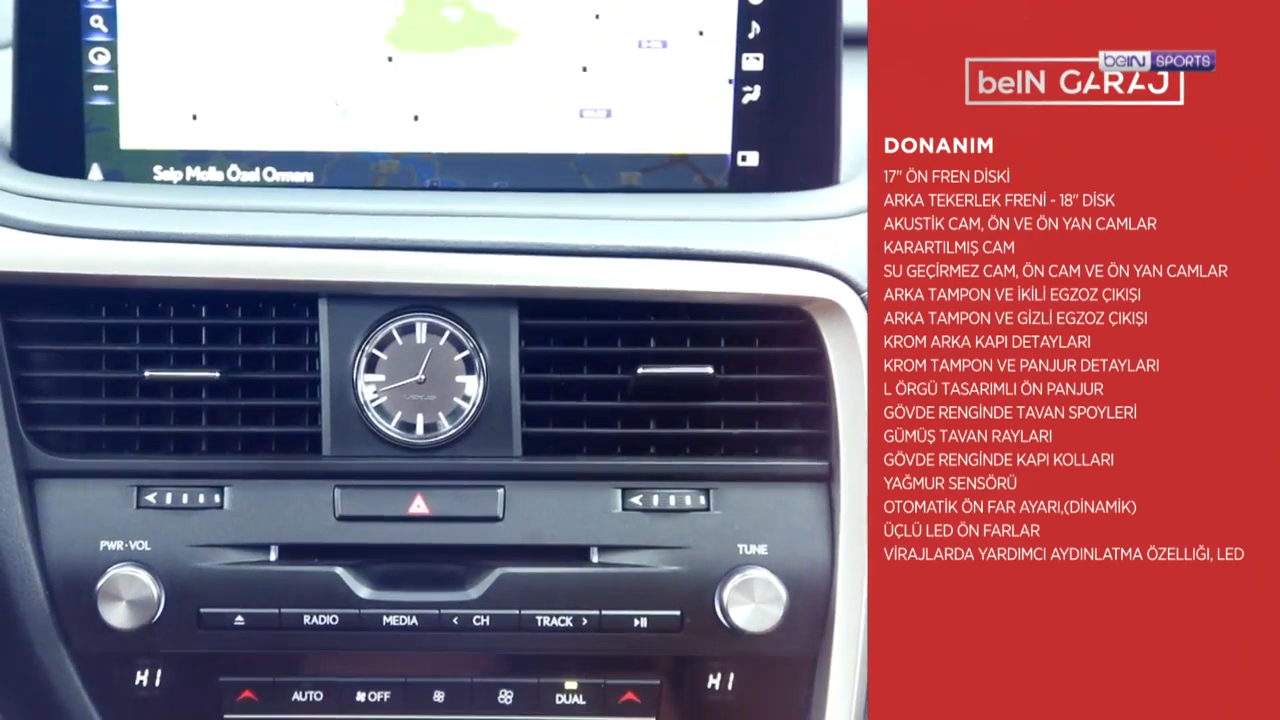 Saip Molla Özel Ormanı
LEXUS
PWR·VOL
TUNE
RADIO
MEDIA
< CH
TRACK >
HI
HI
AUTO
OFF
DUAL
beIN SPORTS
beIN GARAJ
DONANIM
17" ÖN FREN DİSKİ
ARKA TEKERLEK FRENİ - 18" DİSK
AKUSTİK CAM, ÖN VE ÖN YAN CAMLAR
KARARTILMIŞ CAM
SU GEÇİRMEZ CAM, ÖN CAM VE ÖN YAN CAMLAR
ARKA TAMPON VE İKİLİ EGZOZ ÇIKIŞI
ARKA TAMPON VE GİZLİ EGZOZ ÇIKIŞI
KROM ARKA KAPI DETAYLARI
KROM TAMPON VE PANJUR DETAYLARI
L ÖRGÜ TASARIMLI ÖN PANJUR
GÖVDE RENGİNDE TAVAN SPOYLERİ
GÜMÜŞ TAVAN RAYLARI
GÖVDE RENGİNDE KAPI KOLLARI
YAĞMUR SENSÖRÜ
OTOMATİK ÖN FAR AYARI,(DİNAMİK)
ÜÇLÜ LED ÖN FARLAR
VİRAJLARDA YARDIMCI AYDINLATMA ÖZELLIĞI, LED